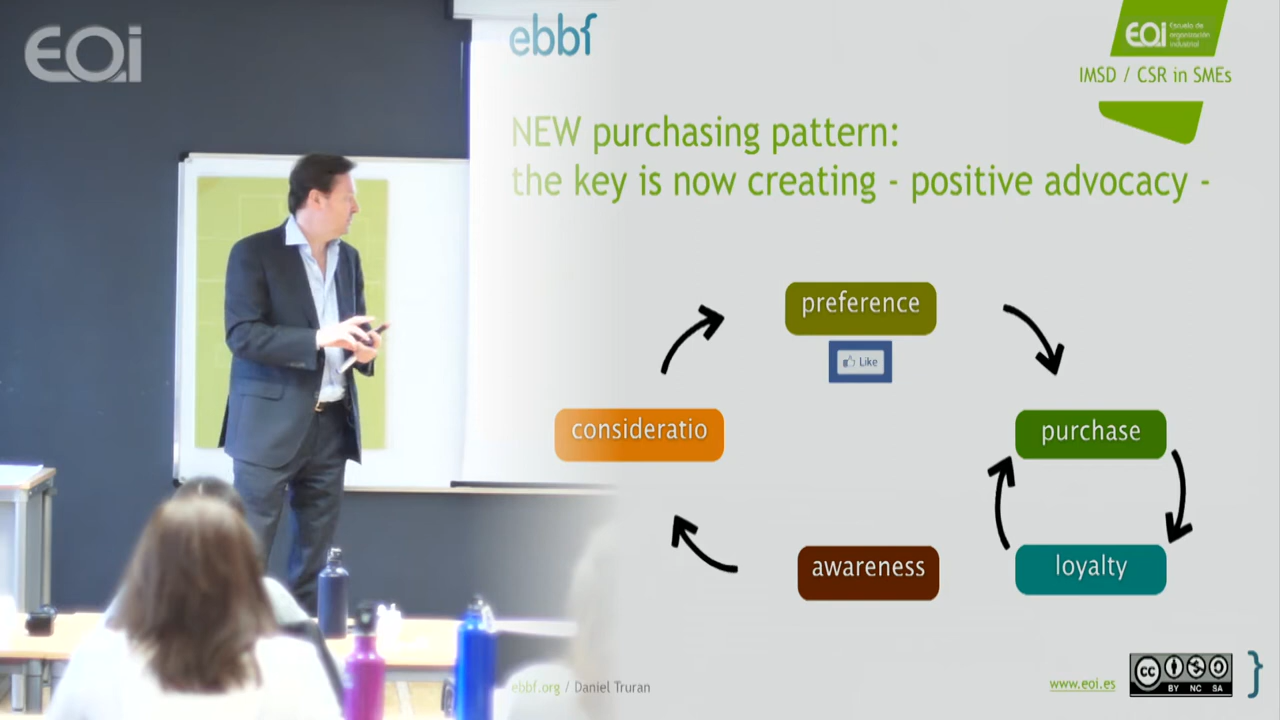 EOi
ebbf
EOi Escuela de organización industrial
IMSD / CSR in SMEs
NEW purchasing pattern:
the key is now creating - positive advocacy -
preference
Like
consideratio
purchase
awareness
loyalty
ebbf.org / Daniel Truran
www.eoi.es
cc
BY NC SA